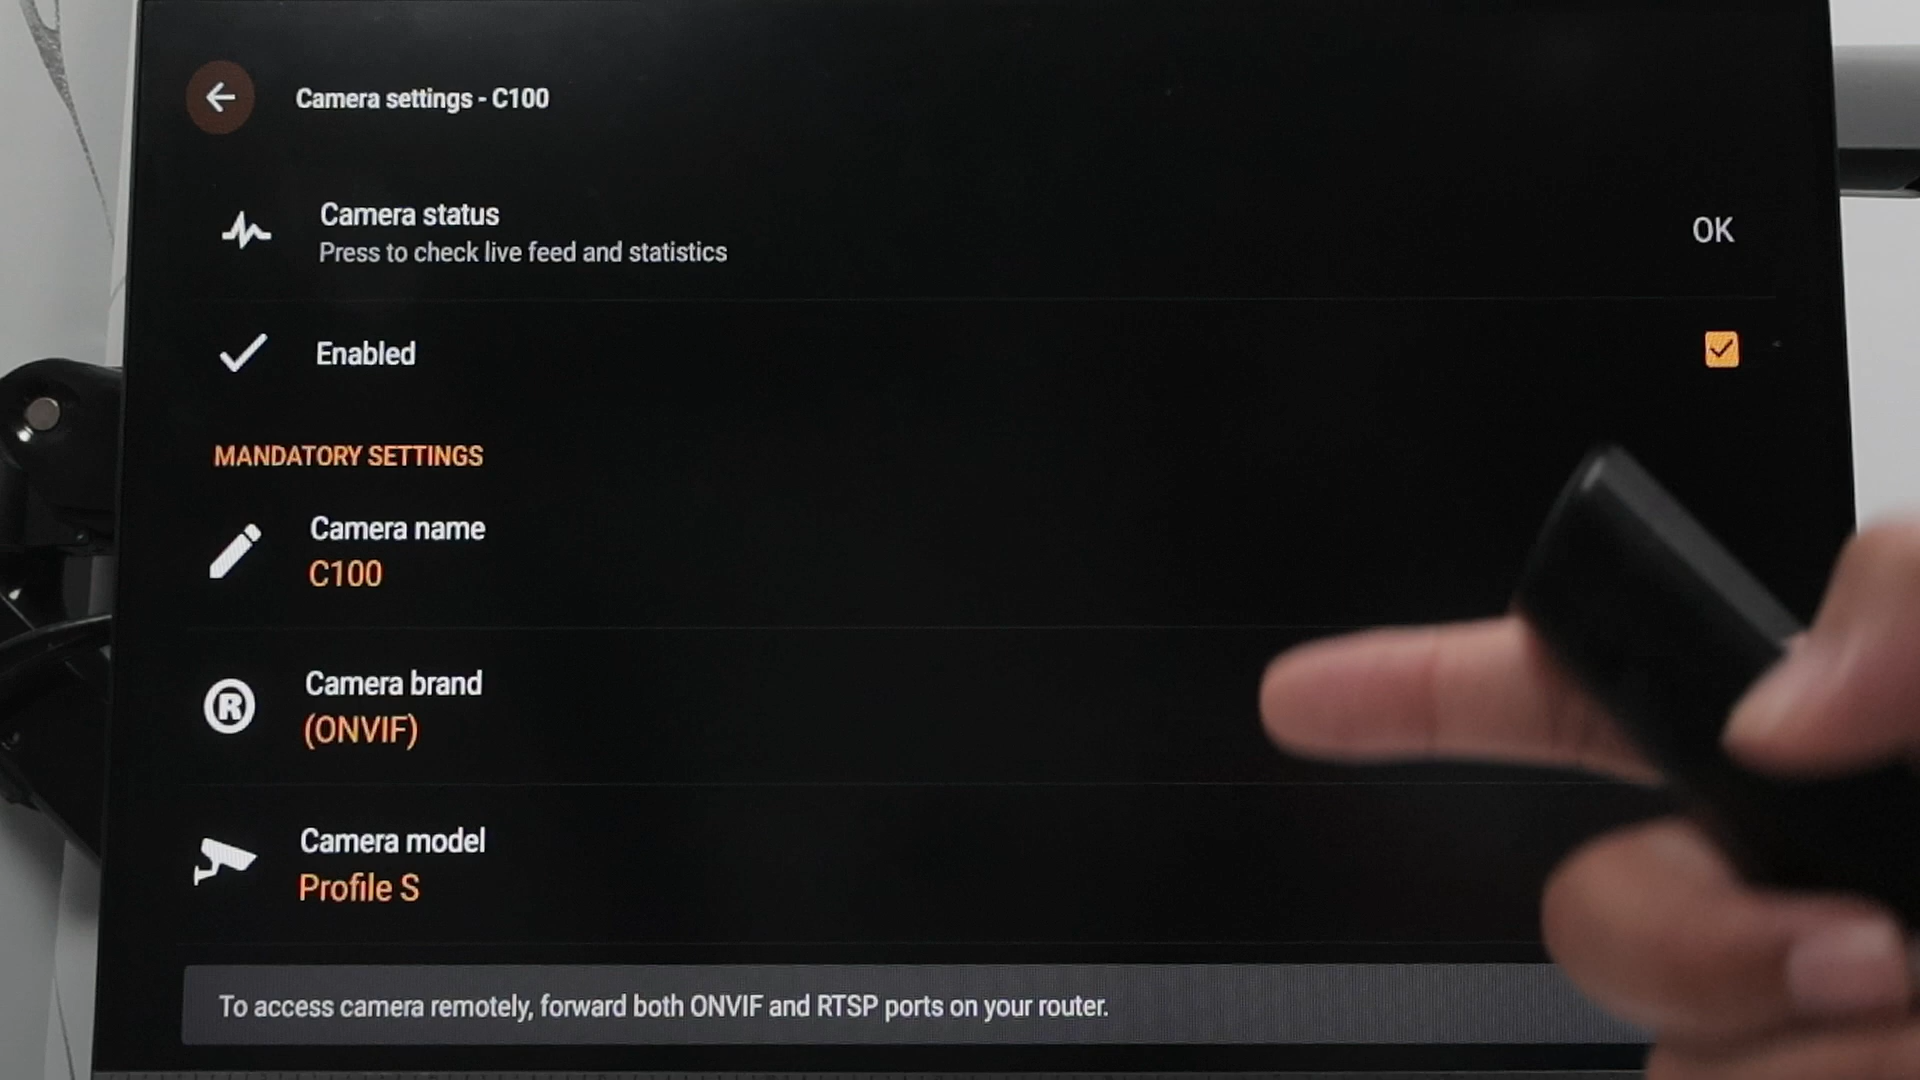 Camera settings - C100
Camera status
Press to check live feed and statistics
OK
Enabled
MANDATORY SETTINGS
Camera name
C100
Camera brand
(ONVIF)
Camera model
Profile S
To access camera remotely, forward both ONVIF and RTSP ports on your router.